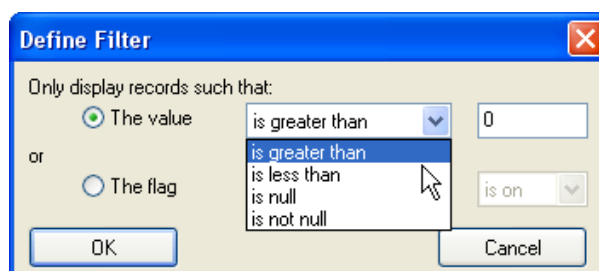 Define Filter
Only display records such that:
The value is greater than 0
is greater than
or
is less than
The flag is on
is null
is not null
OK Cancel